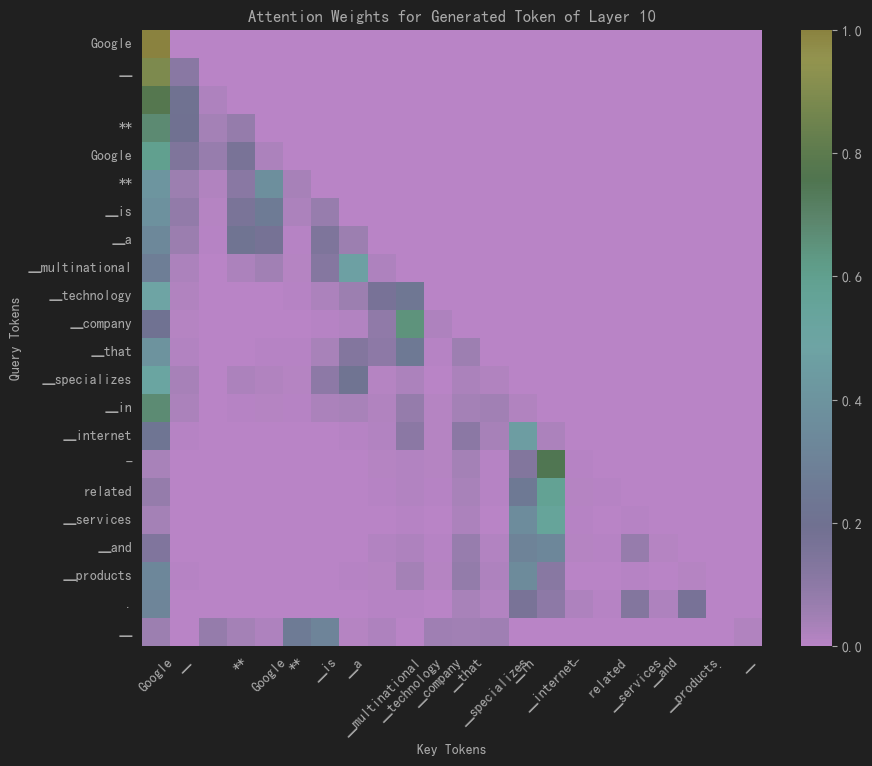 Attention Weights for Generated Token of Layer 10
Query Tokens
Google
__
**
Google
**
__is
__a
__multinational
__technology
__company
__that
__specializes
__in
__internet
-
related
__services
__and
__products
.
__
Google
__
**
Google
**
__is
__a
__multinational
__technology
__company
__that
__specializes
__in
__internet
-
related
__services
__and
__products
.
__
Key Tokens
1.0
0.8
0.6
0.4
0.2
0.0